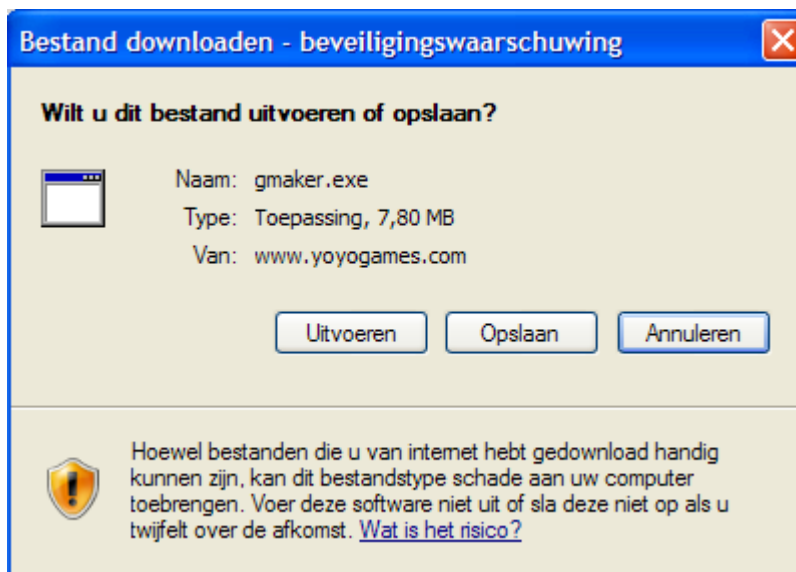 Bestand downloaden - beveiligingswaarschuwing
Wilt u dit bestand uitvoeren of opslaan?
Naam: gmaker.exe
Type: Toepassing, 7,80 MB
Van: www.yoyogames.com
Uitvoeren Opslaan Annuleren
Hoewel bestanden die u van internet hebt gedownload handig
kunnen zijn, kan dit bestandstype schade aan uw computer
toebrengen. Voer deze software niet uit of sla deze niet op als u
twijfelt over de afkomst. Wat is het risico?